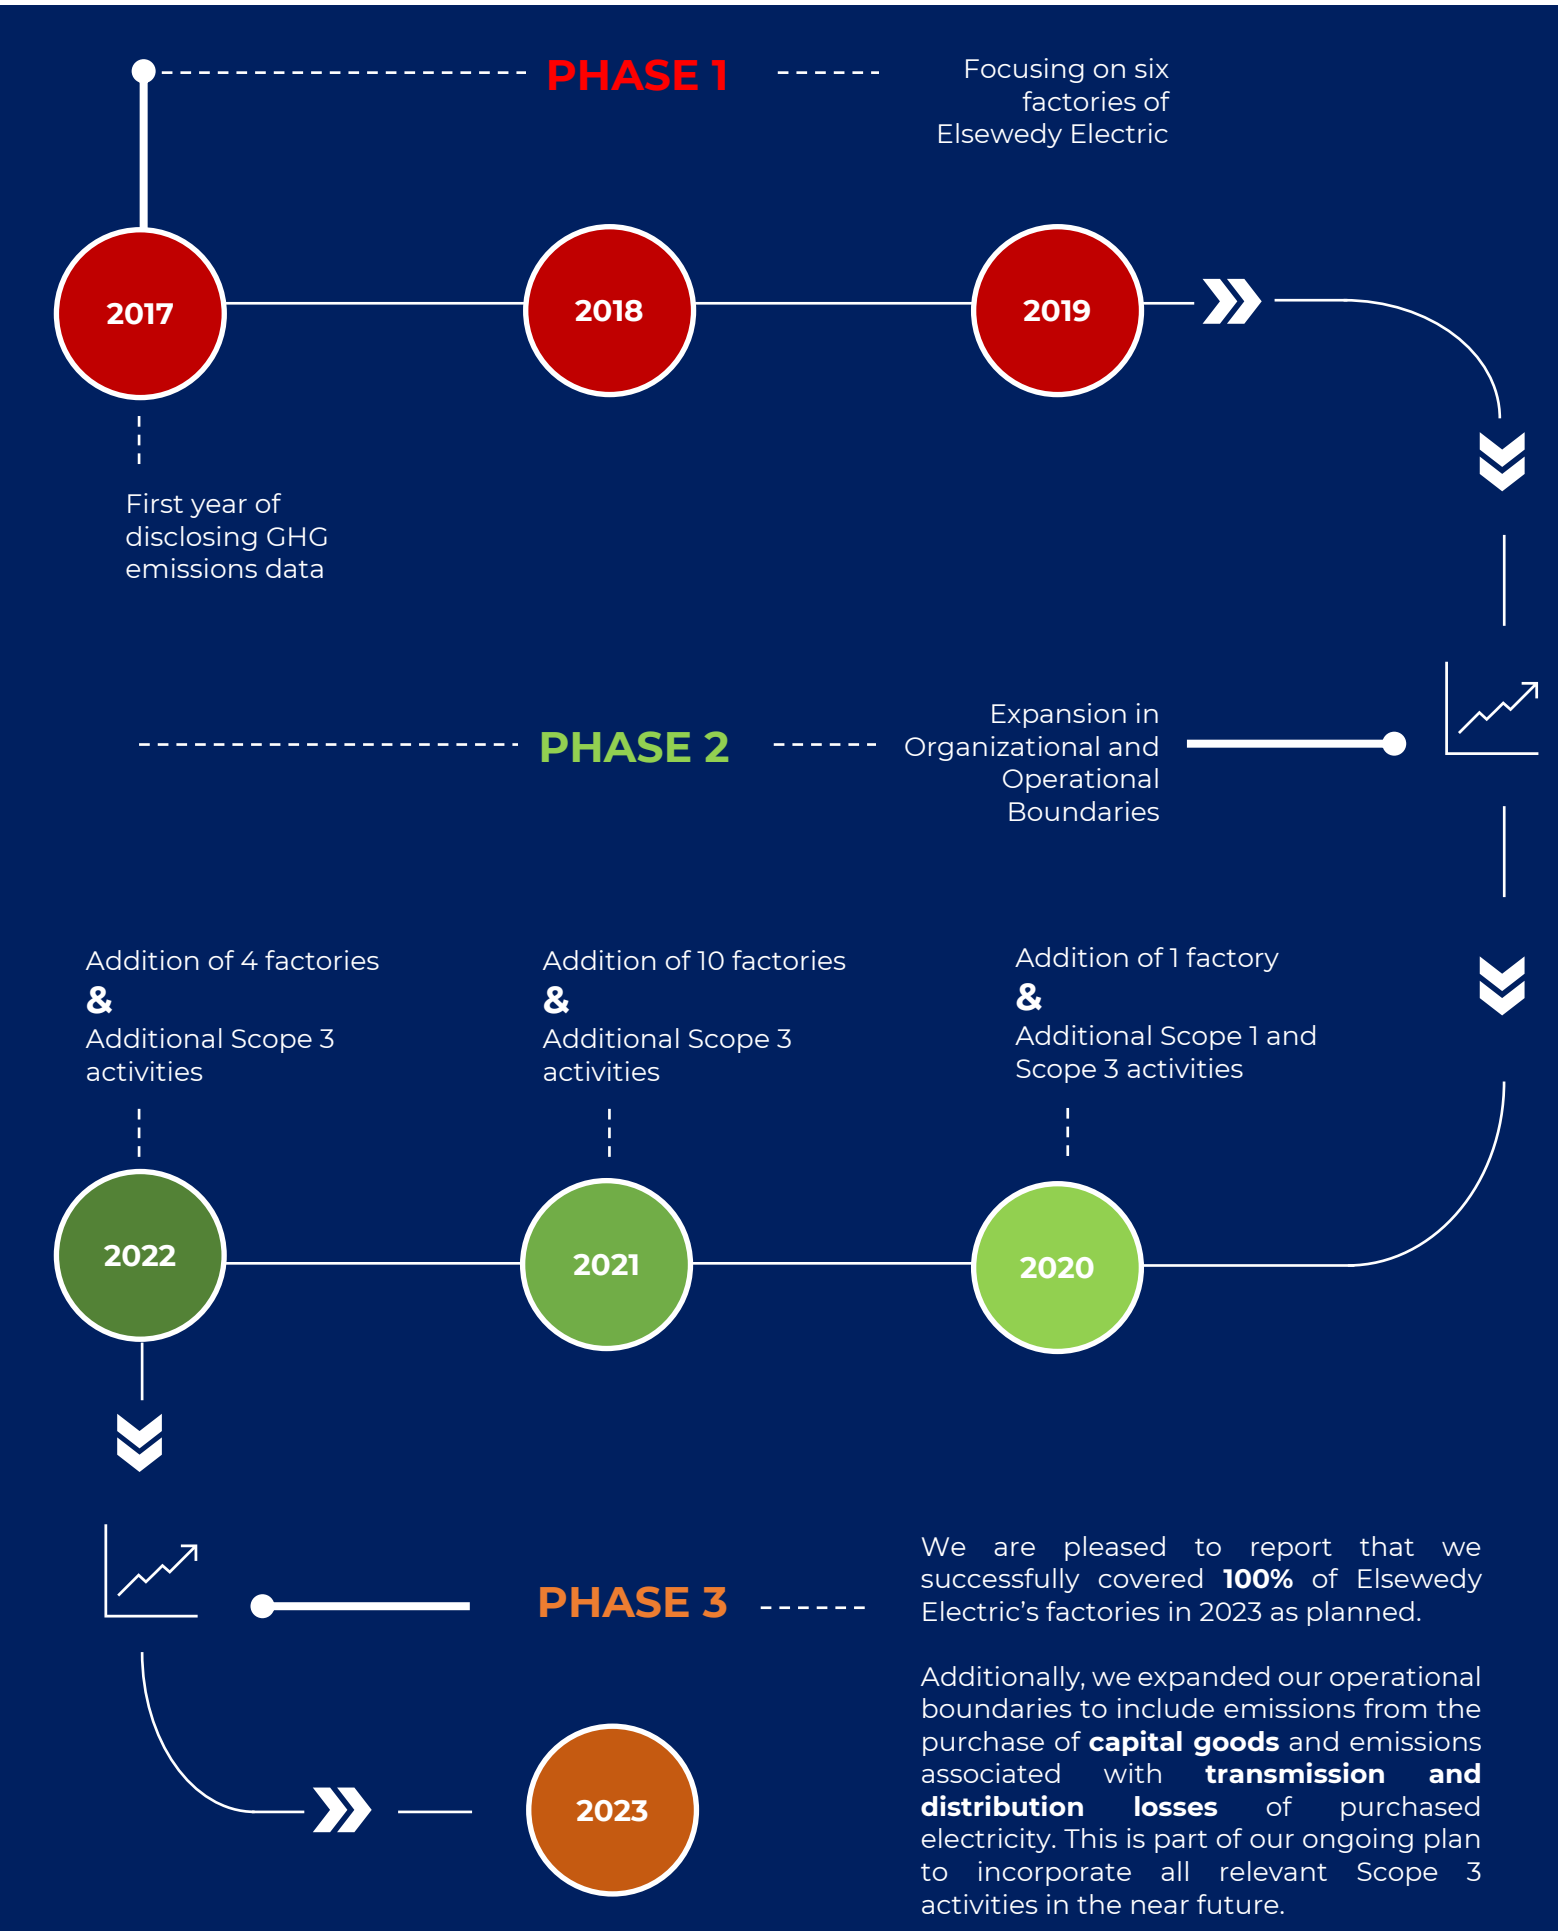 PHASE 1
Focusing on six
factories of
Elsewedy Electric
2017
2018
2019
First year of
disclosing GHG
emissions data
PHASE 2
Expansion in
Organizational and
Operational
Boundaries
Addition of 4 factories
&
Additional Scope 3
activities
Addition of 10 factories
&
Additional Scope 3
activities
Addition of 1 factory
&
Additional Scope 1 and
Scope 3 activities
2022
2021
2020
PHASE 3
We are pleased to report that we
successfully covered 100% of Elsewedy
Electric’s factories in 2023 as planned.
Additionally, we expanded our operational
boundaries to include emissions from the
purchase of capital goods and emissions
associated with transmission and
distribution losses of purchased
electricity. This is part of our ongoing plan
to incorporate all relevant Scope 3
activities in the near future.
2023